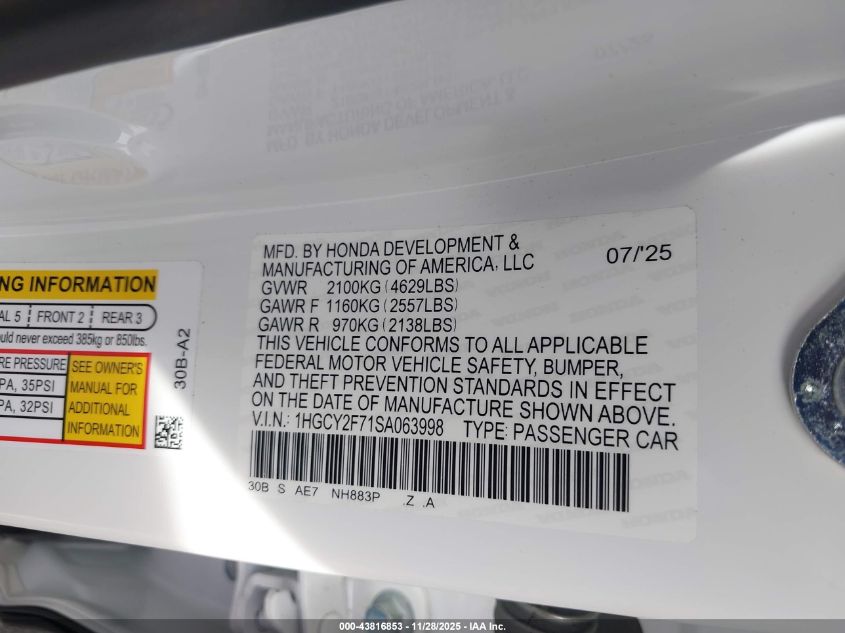 MFD. BY HONDA DEVELOPMENT &
MANUFACTURING OF AMERICA, LLC
07/'25
GVWR 2100KG (4629LBS)
GAWR F 1160KG (2557LBS)
GAWR R 970KG (2138LBS)
THIS VEHICLE CONFORMS TO ALL APPLICABLE
FEDERAL MOTOR VEHICLE SAFETY, BUMPER,
AND THEFT PREVENTION STANDARDS IN EFFECT
ON THE DATE OF MANUFACTURE SHOWN ABOVE.
V.I.N.: 1HGCY2F71SA063998 TYPE: PASSENGER CAR
30B S AE7 NH883P .Z .A
NG INFORMATION
AL 5 FRONT 2 REAR 3
ould never exceed 385kg or 850lbs.
RE PRESSURE
PA, 35PSI
PA, 32PSI
SEE OWNER'S
MANUAL FOR
ADDITIONAL
INFORMATION
30B-A2
000-43816853 - 11/28/2025 - IAA Inc.